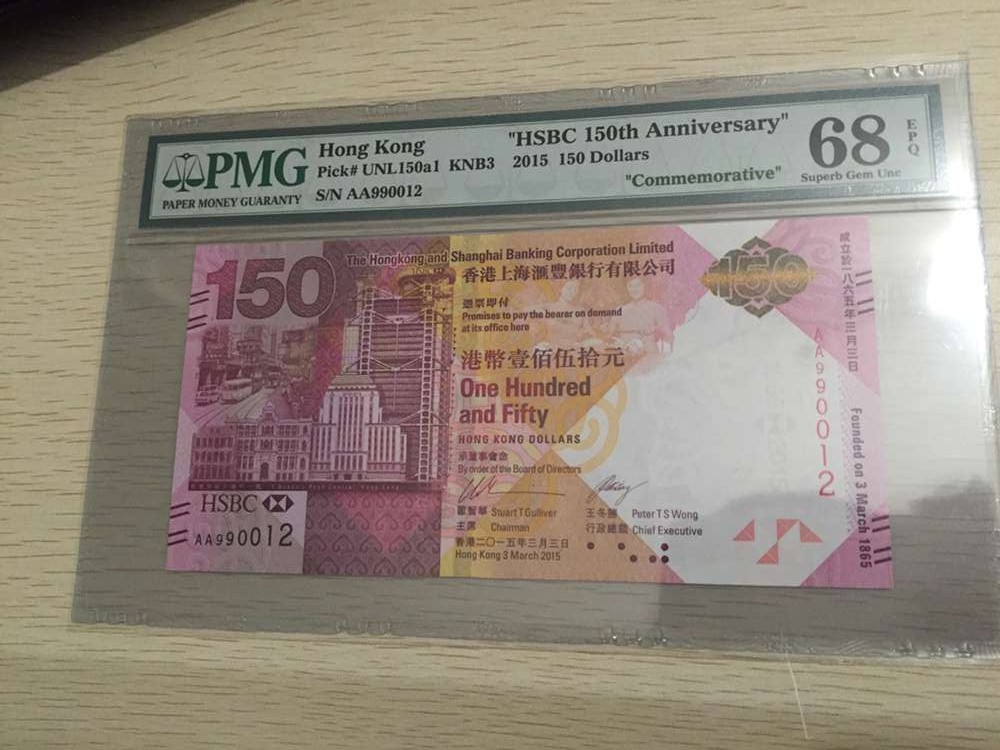 PMG
PAPER MONEY GUARANTY
Hong Kong
Pick# UNL150a1 KNB3
S/N AA990012
"HSBC 150th Anniversary"
2015 150 Dollars
"Commemorative"
68
EPQ
Superb Gem Unc
150
The Hongkong and Shanghai Banking Corporation Limited
香港上海滙豐銀行有限公司
憑票即付
Promises to pay the bearer on demand
at its office here
港幣壹佰伍拾元
One Hundred
and Fifty
HONG KONG DOLLARS
承董事會命
By order of the Board of Directors
Stuart T Gulliver
主席 Chairman
Peter T S Wong
行政總裁 Chief Executive
香港二〇一五年三月三日
Hong Kong 3 March 2015
HSBC
AA990012
150
成立於一八六五年三月三日
AA990012
Founded on 3 March 1865